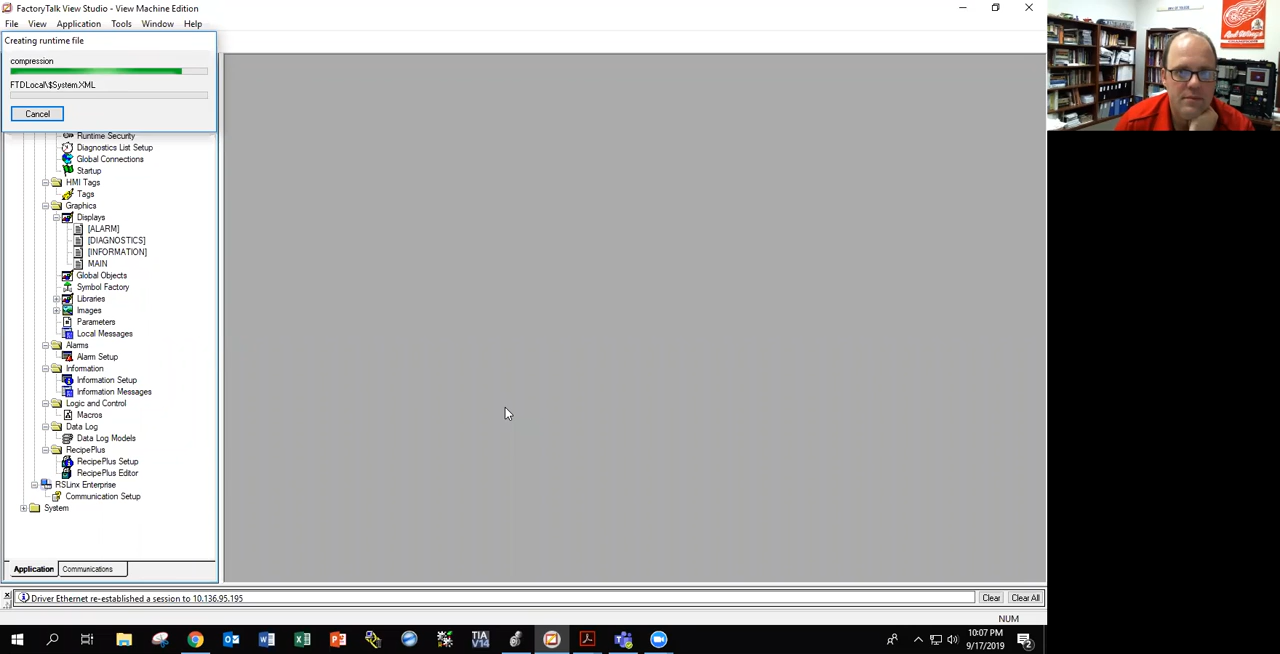 FactoryTalk View Studio - View Machine Edition
File View Application Tools Window Help
Creating runtime file
compression
FTDLocal\$System.XML
Cancel
Runtime Security
Diagnostics List Setup
Global Connections
Startup
HMI Tags
Tags
Graphics
Displays
[ALARM]
[DIAGNOSTICS]
[INFORMATION]
MAIN
Global Objects
Symbol Factory
Libraries
Images
Parameters
Local Messages
Alarms
Alarm Setup
Information
Information Setup
Information Messages
Logic and Control
Macros
Data Log
Data Log Models
RecipePlus
RecipePlus Setup
RecipePlus Editor
RSLinx Enterprise
Communication Setup
System
Application Communications
Driver Ethernet re-established a session to 10.136.95.195
Clear Clear All
NUM
TIA
V14
10:07 PM
9/17/2019
2
Red Wings